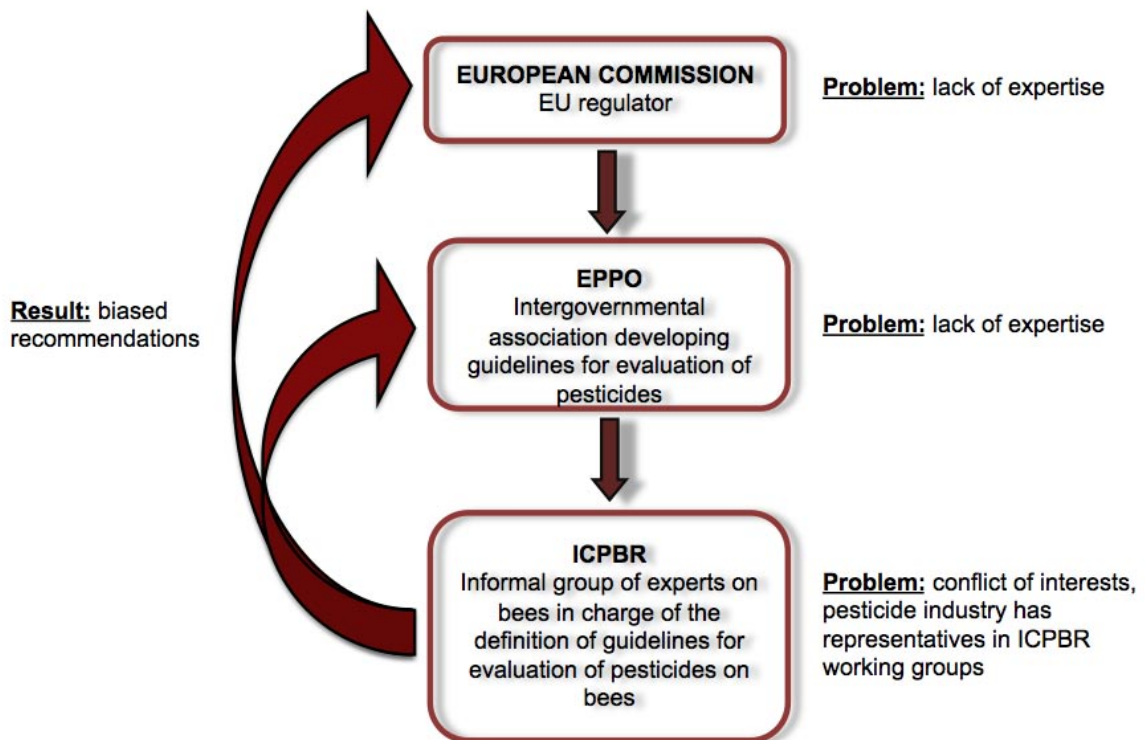 EUROPEAN COMMISSION
EU regulator
Problem: lack of expertise
EPPO
Intergovernmental
association developing
guidelines for evaluation of
pesticides
Result: biased
recommendations
Problem: lack of expertise
ICPBR
Informal group of experts on
bees in charge of the
definition of guidelines for
evaluation of pesticides on
bees
Problem: conflict of interests,
pesticide industry has
representatives in ICPBR
working groups